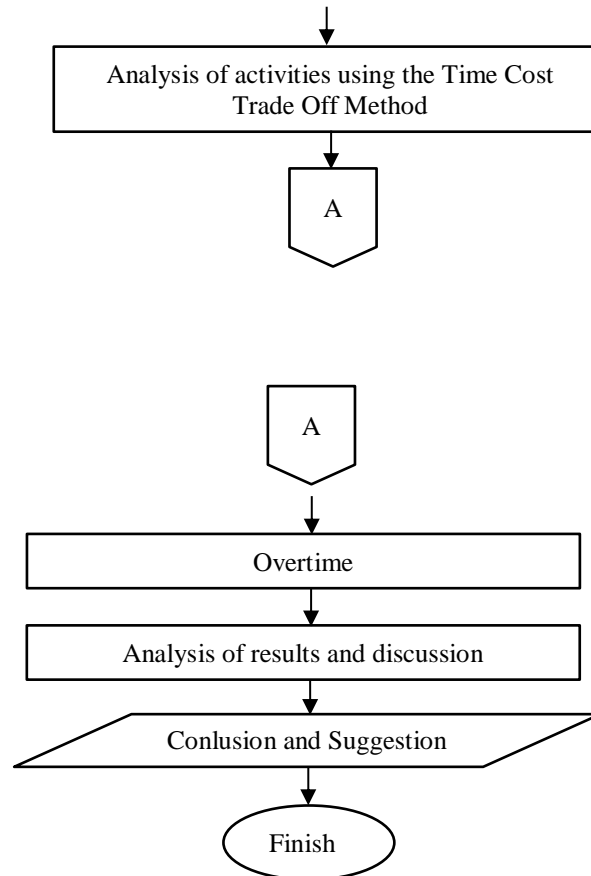 Analysis of activities using the Time Cost
Trade Off Method
A
A
Overtime
Analysis of results and discussion
Conlusion and Suggestion
Finish